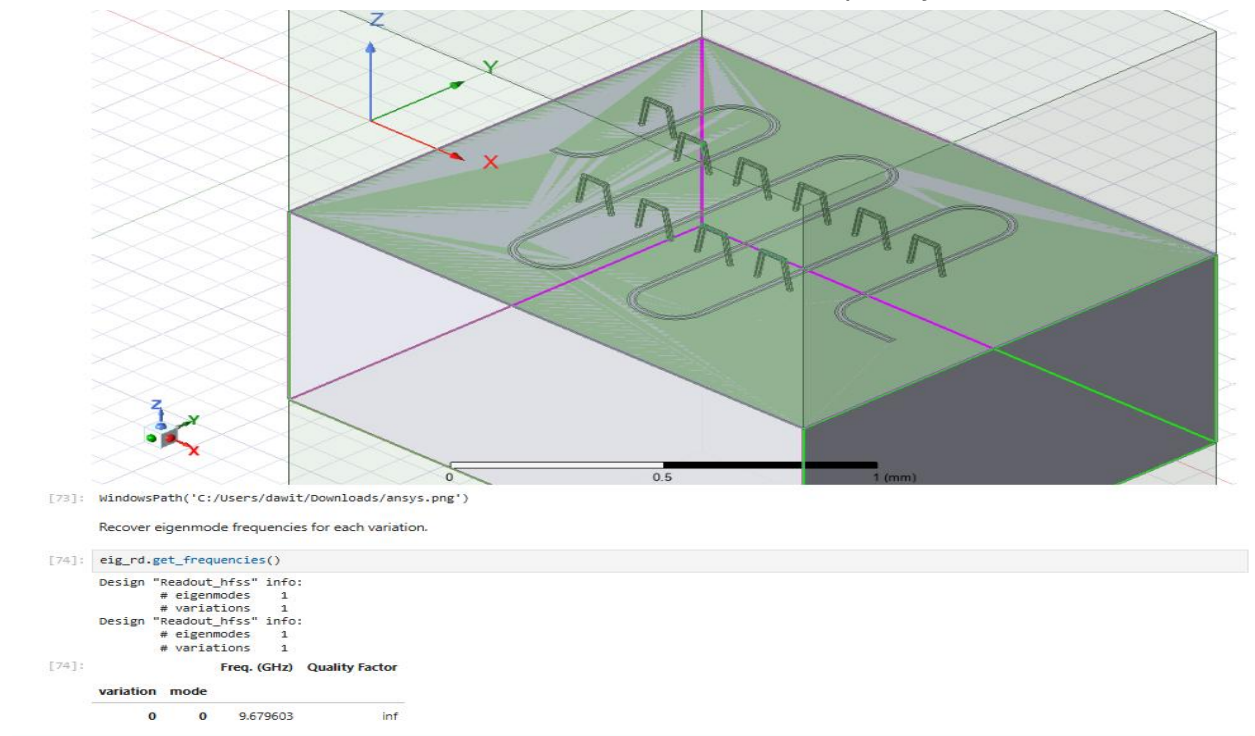 Z
Y
X
Z
Y
X
0
0.5
1 (mm)
[73]: WindowsPath('C:/Users/dawit/Downloads/ansys.png')
Recover eigenmode frequencies for each variation.
[74]: eig_rd.get_frequencies()
Design "Readout_hfss" info:
# eigenmodes 1
# variations 1
Design "Readout_hfss" info:
# eigenmodes 1
# variations 1
[74]:
Freq. (GHz) Quality Factor
variation mode
0 0 9.679603 inf